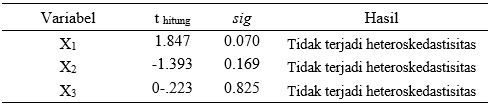 Variabel t hitung sig Hasil
X1 1.847 0.070 Tidak terjadi heteroskedastisitas
X2 -1.393 0.169 Tidak terjadi heteroskedastisitas
X3 0-.223 0.825 Tidak terjadi heteroskedastisitas